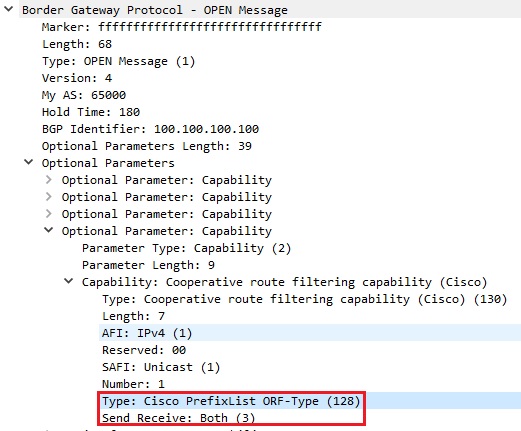 Border Gateway Protocol - OPEN Message
Marker: ffffffffffffffffffffffffffffffff
Length: 68
Type: OPEN Message (1)
Version: 4
My AS: 65000
Hold Time: 180
BGP Identifier: 100.100.100.100
Optional Parameters Length: 39
Optional Parameters
Optional Parameter: Capability
Optional Parameter: Capability
Optional Parameter: Capability
Optional Parameter: Capability
Parameter Type: Capability (2)
Parameter Length: 9
Capability: Cooperative route filtering capability (Cisco)
Type: Cooperative route filtering capability (Cisco) (130)
Length: 7
AFI: IPv4 (1)
Reserved: 00
SAFI: Unicast (1)
Number: 1
Type: Cisco PrefixList ORF-Type (128)
Send Receive: Both (3)